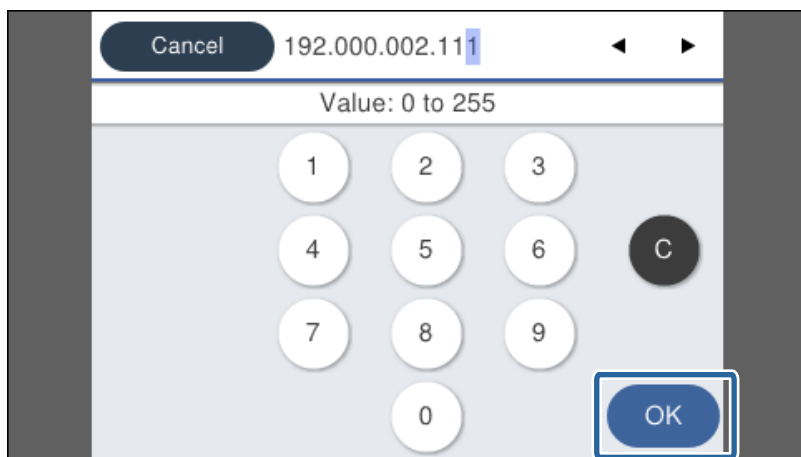 Cancel 192.000.002.111 ◄ ►
Value: 0 to 255
1 2 3
4 5 6 C
7 8 9
0 OK